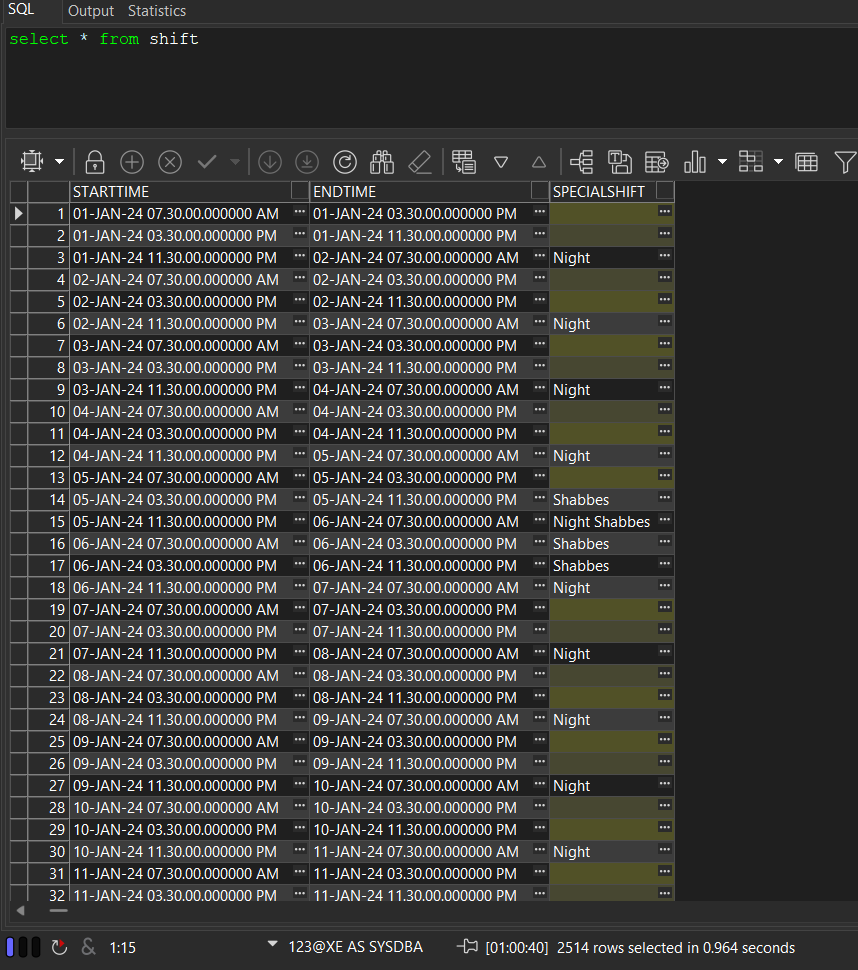 SQL Output Statistics
select * from shift
STARTTIME ENDTIME SPECIALSHIFT
1 01-JAN-24 07.30.00.000000 AM 01-JAN-24 03.30.00.000000 PM
2 01-JAN-24 03.30.00.000000 PM 01-JAN-24 11.30.00.000000 PM
3 01-JAN-24 11.30.00.000000 PM 02-JAN-24 07.30.00.000000 AM Night
4 02-JAN-24 07.30.00.000000 AM 02-JAN-24 03.30.00.000000 PM
5 02-JAN-24 03.30.00.000000 PM 02-JAN-24 11.30.00.000000 PM
6 02-JAN-24 11.30.00.000000 PM 03-JAN-24 07.30.00.000000 AM Night
7 03-JAN-24 07.30.00.000000 AM 03-JAN-24 03.30.00.000000 PM
8 03-JAN-24 03.30.00.000000 PM 03-JAN-24 11.30.00.000000 PM
9 03-JAN-24 11.30.00.000000 PM 04-JAN-24 07.30.00.000000 AM Night
10 04-JAN-24 07.30.00.000000 AM 04-JAN-24 03.30.00.000000 PM
11 04-JAN-24 03.30.00.000000 PM 04-JAN-24 11.30.00.000000 PM
12 04-JAN-24 11.30.00.000000 PM 05-JAN-24 07.30.00.000000 AM Night
13 05-JAN-24 07.30.00.000000 AM 05-JAN-24 03.30.00.000000 PM
14 05-JAN-24 03.30.00.000000 PM 05-JAN-24 11.30.00.000000 PM Shabbes
15 05-JAN-24 11.30.00.000000 PM 06-JAN-24 07.30.00.000000 AM Night Shabbes
16 06-JAN-24 07.30.00.000000 AM 06-JAN-24 03.30.00.000000 PM Shabbes
17 06-JAN-24 03.30.00.000000 PM 06-JAN-24 11.30.00.000000 PM Shabbes
18 06-JAN-24 11.30.00.000000 PM 07-JAN-24 07.30.00.000000 AM Night
19 07-JAN-24 07.30.00.000000 AM 07-JAN-24 03.30.00.000000 PM
20 07-JAN-24 03.30.00.000000 PM 07-JAN-24 11.30.00.000000 PM
21 07-JAN-24 11.30.00.000000 PM 08-JAN-24 07.30.00.000000 AM Night
22 08-JAN-24 07.30.00.000000 AM 08-JAN-24 03.30.00.000000 PM
23 08-JAN-24 03.30.00.000000 PM 08-JAN-24 11.30.00.000000 PM
24 08-JAN-24 11.30.00.000000 PM 09-JAN-24 07.30.00.000000 AM Night
25 09-JAN-24 07.30.00.000000 AM 09-JAN-24 03.30.00.000000 PM
26 09-JAN-24 03.30.00.000000 PM 09-JAN-24 11.30.00.000000 PM
27 09-JAN-24 11.30.00.000000 PM 10-JAN-24 07.30.00.000000 AM Night
28 10-JAN-24 07.30.00.000000 AM 10-JAN-24 03.30.00.000000 PM
29 10-JAN-24 03.30.00.000000 PM 10-JAN-24 11.30.00.000000 PM
30 10-JAN-24 11.30.00.000000 PM 11-JAN-24 07.30.00.000000 AM Night
31 11-JAN-24 07.30.00.000000 AM 11-JAN-24 03.30.00.000000 PM
32 11-JAN-24 03.30.00.000000 PM 11-JAN-24 11.30.00.000000 PM
& 1:15 123@XE AS SYSDBA [01:00:40] 2514 rows selected in 0.964 seconds